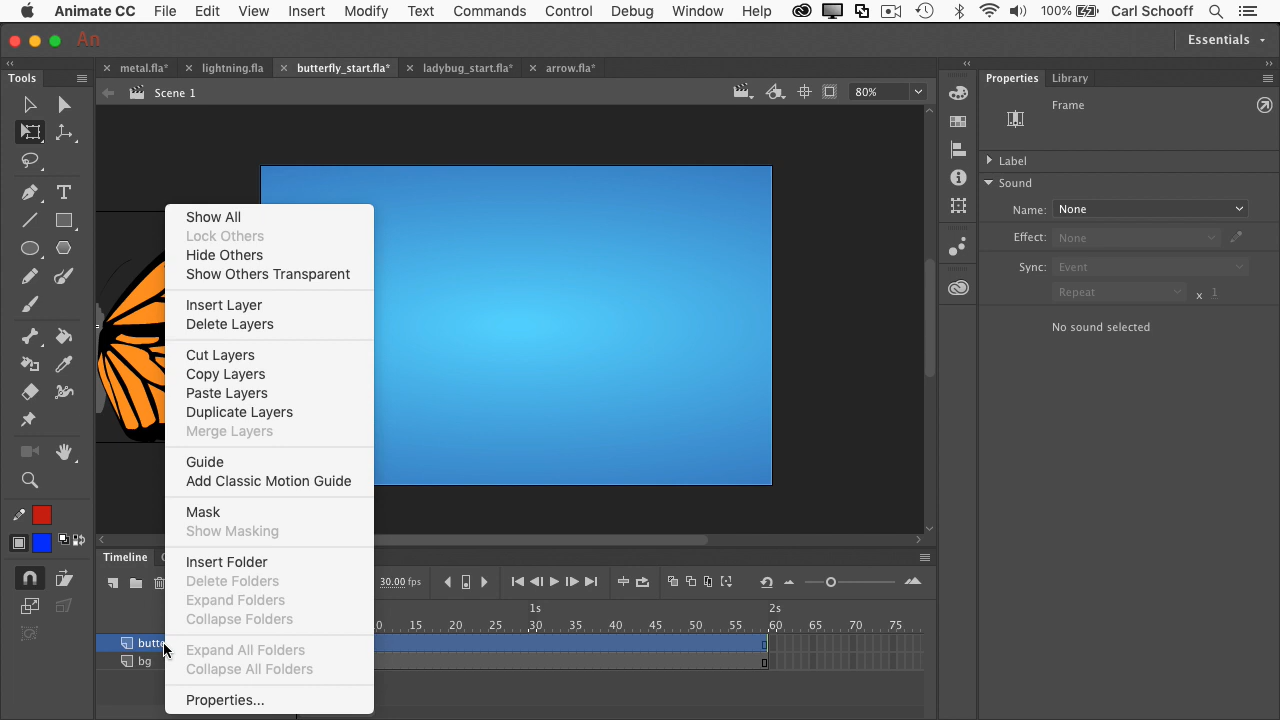 Animate CC File Edit View Insert Modify Text Commands Control Debug Window Help 100% Carl Schooff
An Essentials
Tools
metal.fla* lightning.fla butterfly_start.fla* ladybug_start.fla* arrow.fla*
Properties Library
Scene 1 80%
Frame
Label
Sound
Name: None
Effect: None
Sync: Event
Repeat x 1
No sound selected
Show All
Lock Others
Hide Others
Show Others Transparent
Insert Layer
Delete Layers
Cut Layers
Copy Layers
Paste Layers
Duplicate Layers
Merge Layers
Guide
Add Classic Motion Guide
Mask
Show Masking
Insert Folder
Delete Folders
Expand Folders
Collapse Folders
Expand All Folders
Collapse All Folders
Properties...
Timeline
30.00 fps
1s 2s
10 15 20 25 30 35 40 45 50 55 60 65 70 75
butte
bg